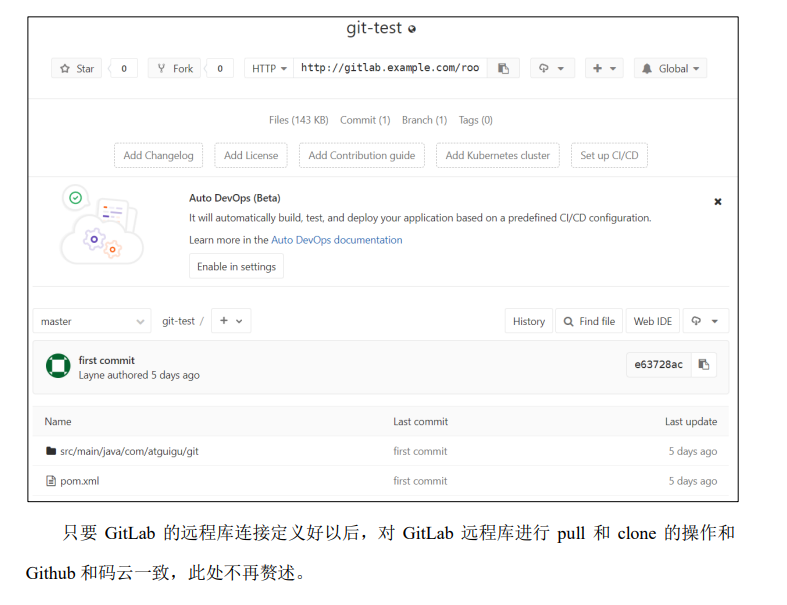 git-test
Star 0 Fork 0 HTTP http://gitlab.example.com/roo Global
Files (143 KB) Commit (1) Branch (1) Tags (0)
Add Changelog Add License Add Contribution guide Add Kubernetes cluster Set up CI/CD
Auto DevOps (Beta)
It will automatically build, test, and deploy your application based on a predefined CI/CD configuration.
Learn more in the Auto DevOps documentation
Enable in settings
master git-test / + History Find file Web IDE
first commit
Layne authored 5 days ago
e63728ac
Name Last commit Last update
src/main/java/com/atguigu/git first commit 5 days ago
pom.xml first commit 5 days ago
只要 GitLab 的远程库连接定义好以后，对 GitLab 远程库进行 pull 和 clone 的操作和
Github 和码云一致，此处不再赘述。